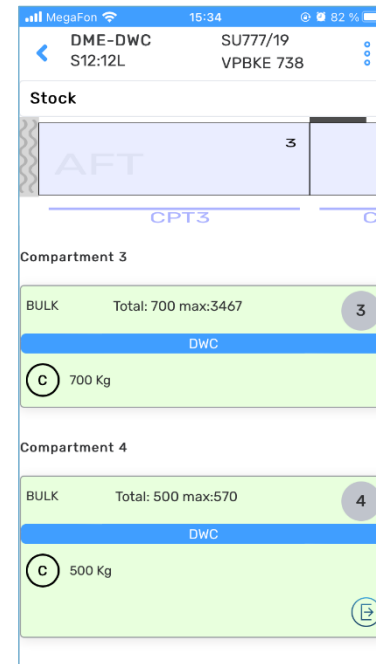 MegaFon 15:34 82 %
DME-DWC SU777/19
S12:12L VPBKE 738
Stock
3
AFT
CPT3 C
Compartment 3
BULK Total: 700 max:3467 3
DWC
C 700 Kg
Compartment 4
BULK Total: 500 max:570 4
DWC
C 500 Kg